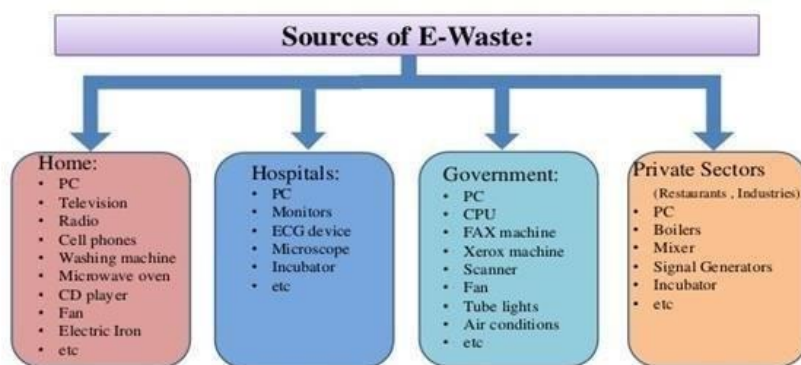 Sources of E-Waste:
Home:
• PC
• Television
• Radio
• Cell phones
• Washing machine
• Microwave oven
• CD player
• Fan
• Electric Iron
• etc
Hospitals:
• PC
• Monitors
• ECG device
• Microscope
• Incubator
• etc
Government:
• PC
• CPU
• FAX machine
• Xerox machine
• Scanner
• Fan
• Tube lights
• Air conditions
• etc
Private Sectors
(Restaurants , Industries)
• PC
• Boilers
• Mixer
• Signal Generators
• Incubator
• etc